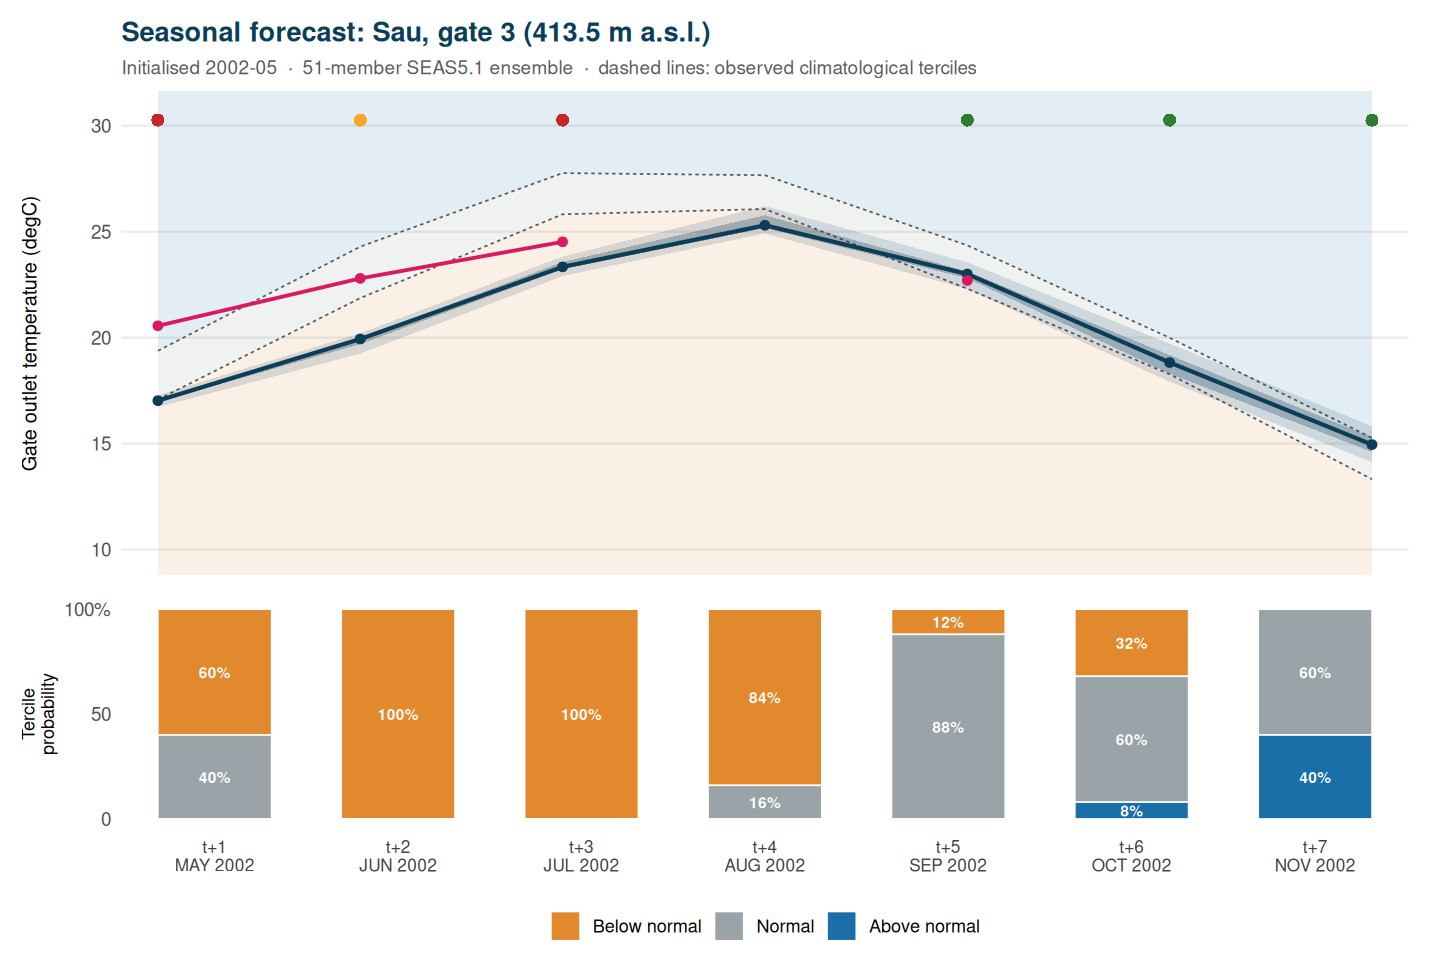 Seasonal forecast: Sau, gate 3 (413.5 m a.s.l.)
Initialised 2002-05 · 51-member SEAS5.1 ensemble · dashed lines: observed climatological terciles
Gate outlet temperature (degC)
30
25
20
15
10
Tercile
probability
100%
50
0
60%
40%
100%
100%
84%
16%
12%
88%
32%
60%
8%
60%
40%
t+1
MAY 2002
t+2
JUN 2002
t+3
JUL 2002
t+4
AUG 2002
t+5
SEP 2002
t+6
OCT 2002
t+7
NOV 2002
Below normal
Normal
Above normal